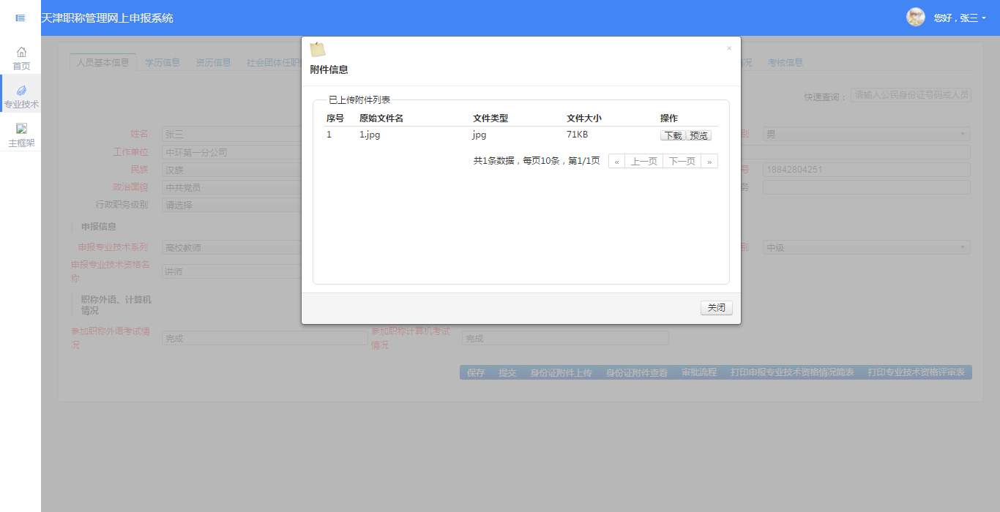 天津职称管理网上申报系统
您好，张三
首页
专业技术
主框架
人员基本信息 学历信息 资历信息 社会团体任职 考核信息
快速查询： 请输入公民身份证号码或人员
附件信息
×
已上传附件列表
序号 原始文件名 文件类型 文件大小 操作
1 1.jpg jpg 71KB 下载 预览
共1条数据，每页10条，第1/1页 « 上一页 下一页 »
关闭
姓名 张三 别 男
工作单位 中环第一分公司
民族 汉族 号 18842804251
政治面貌 中共党员 务
行政职务级别 请选择
申报信息
申报专业技术系列 高校教师 别 中级
申报专业技术资格名
称
讲师
职称外语、计算机
情况
参加职称外语考试情
况
完成
参加职称计算机考试
情况
完成
保存 提交 身份证附件上传 身份证附件查看 审批流程 打印申报专业技术资格情况简表 打印专业技术资格评审表